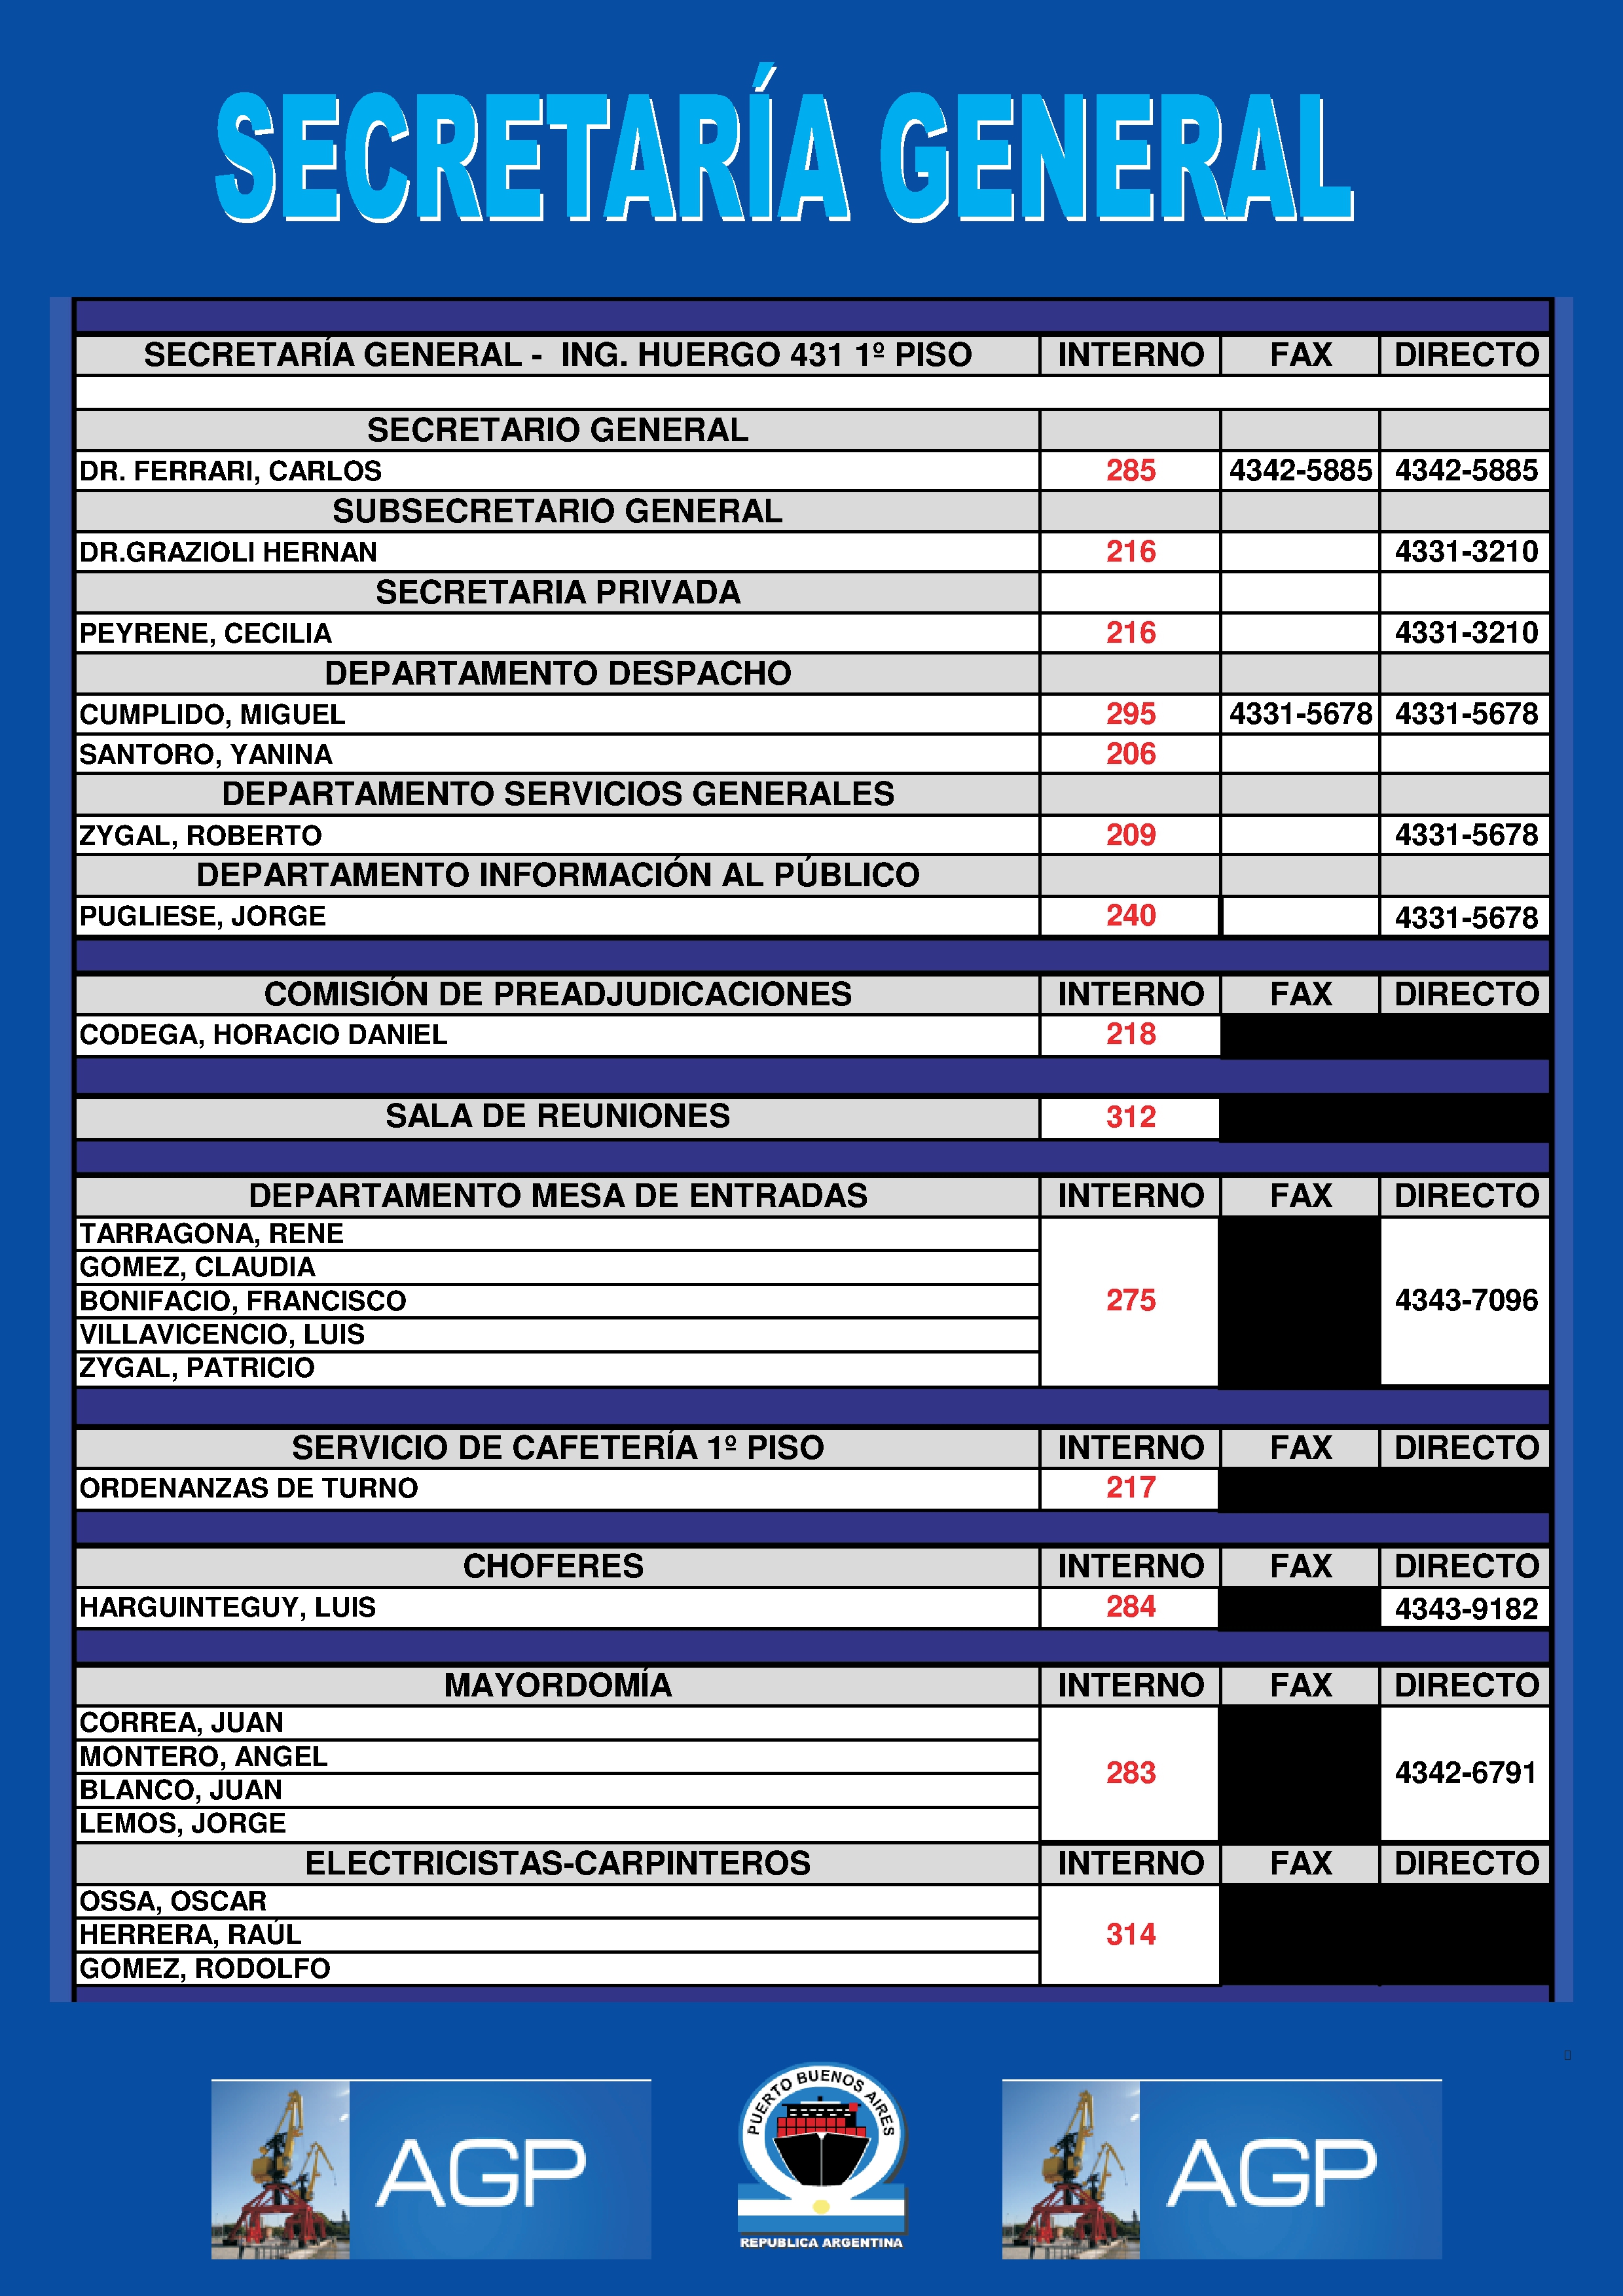 SECRETARÍA GENERAL
SECRETARÍA GENERAL - ING. HUERGO 431 1º PISO INTERNO FAX DIRECTO
SECRETARIO GENERAL
DR. FERRARI, CARLOS 285 4342-5885 4342-5885
SUBSECRETARIO GENERAL
DR.GRAZIOLI HERNAN 216 4331-3210
SECRETARIA PRIVADA
PEYRENE, CECILIA 216 4331-3210
DEPARTAMENTO DESPACHO
CUMPLIDO, MIGUEL 295 4331-5678 4331-5678
SANTORO, YANINA 206
DEPARTAMENTO SERVICIOS GENERALES
ZYGAL, ROBERTO 209 4331-5678
DEPARTAMENTO INFORMACIÓN AL PÚBLICO
PUGLIESE, JORGE 240 4331-5678
COMISIÓN DE PREADJUDICACIONES INTERNO FAX DIRECTO
CODEGA, HORACIO DANIEL 218
SALA DE REUNIONES 312
DEPARTAMENTO MESA DE ENTRADAS INTERNO FAX DIRECTO
TARRAGONA, RENE
GOMEZ, CLAUDIA
BONIFACIO, FRANCISCO 275 4343-7096
VILLAVICENCIO, LUIS
ZYGAL, PATRICIO
SERVICIO DE CAFETERÍA 1º PISO INTERNO FAX DIRECTO
ORDENANZAS DE TURNO 217
CHOFERES INTERNO FAX DIRECTO
HARGUINTEGUY, LUIS 284 4343-9182
MAYORDOMÍA INTERNO FAX DIRECTO
CORREA, JUAN
MONTERO, ANGEL
283 4342-6791
BLANCO, JUAN
LEMOS, JORGE
ELECTRICISTAS-CARPINTEROS INTERNO FAX DIRECTO
OSSA, OSCAR
HERRERA, RAÚL 314
GOMEZ, RODOLFO
AGP
PUERTO BUENOS AIRES
REPUBLICA ARGENTINA
AGP